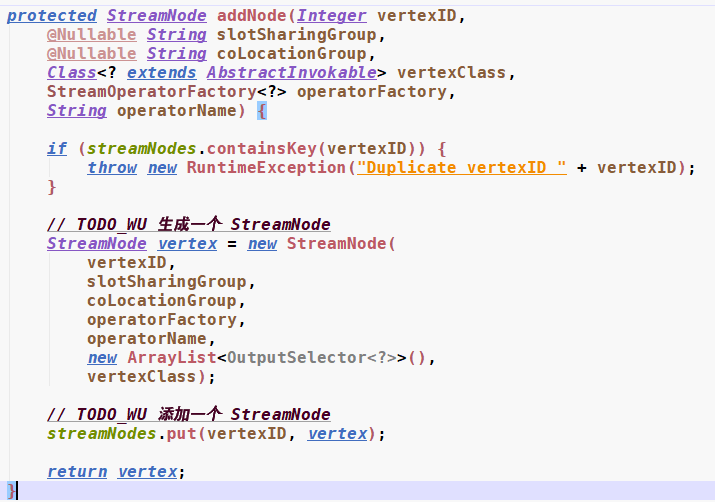 protected StreamNode addNode(Integer vertexID,
    @Nullable String slotSharingGroup,
    @Nullable String coLocationGroup,
    Class<? extends AbstractInvokable> vertexClass,
    StreamOperatorFactory<?> operatorFactory,
    String operatorName) {

    if (streamNodes.containsKey(vertexID)) {
        throw new RuntimeException("Duplicate vertexID " + vertexID);
    }

    // TODO_WU 生成一个 StreamNode
    StreamNode vertex = new StreamNode(
        vertexID,
        slotSharingGroup,
        coLocationGroup,
        operatorFactory,
        operatorName,
        new ArrayList<OutputSelector<?>>(),
        vertexClass);

    // TODO_WU 添加一个 StreamNode
    streamNodes.put(vertexID, vertex);

    return vertex;
}